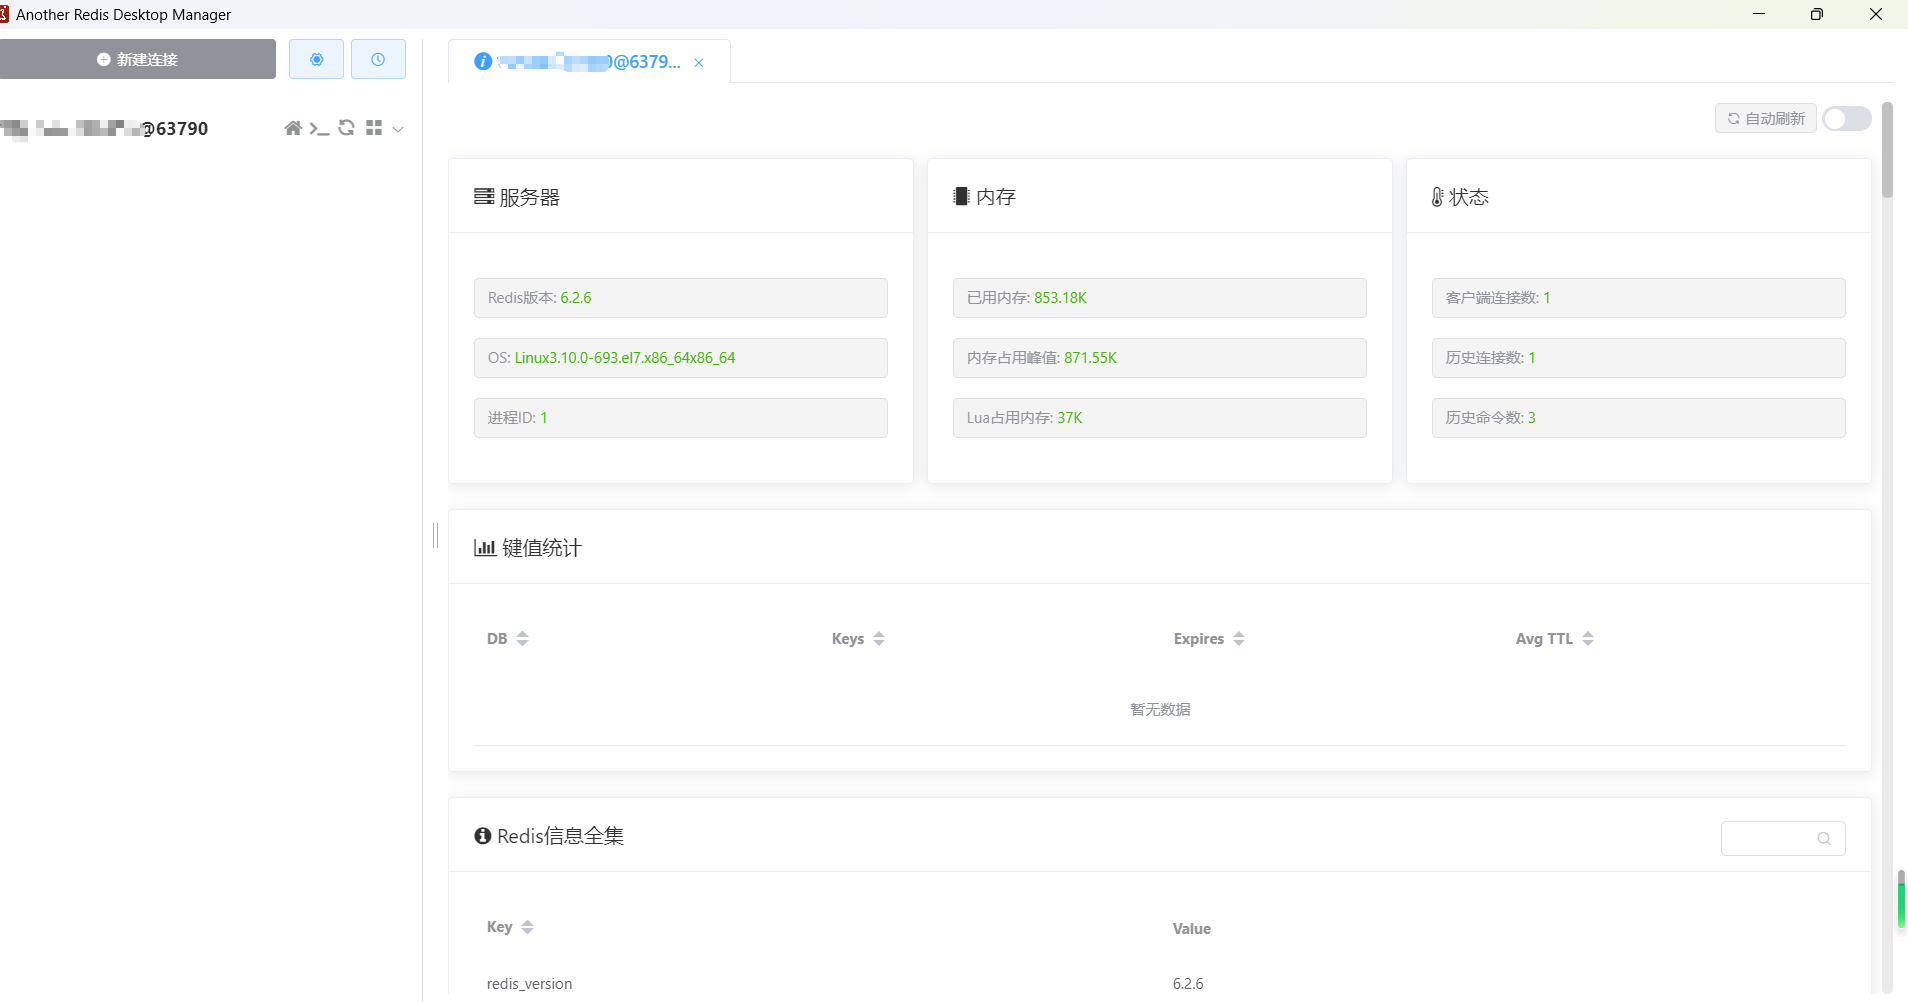 Another Redis Desktop Manager
新建连接
@63790
0@6379...
自动刷新
服务器
Redis版本: 6.2.6
OS: Linux3.10.0-693.el7.x86_64x86_64
进程ID: 1
内存
已用内存: 853.18K
内存占用峰值: 871.55K
Lua占用内存: 37K
状态
客户端连接数: 1
历史连接数: 1
历史命令数: 3
键值统计
DB Keys Expires Avg TTL
暂无数据
Redis信息全集
Key Value
redis_version 6.2.6